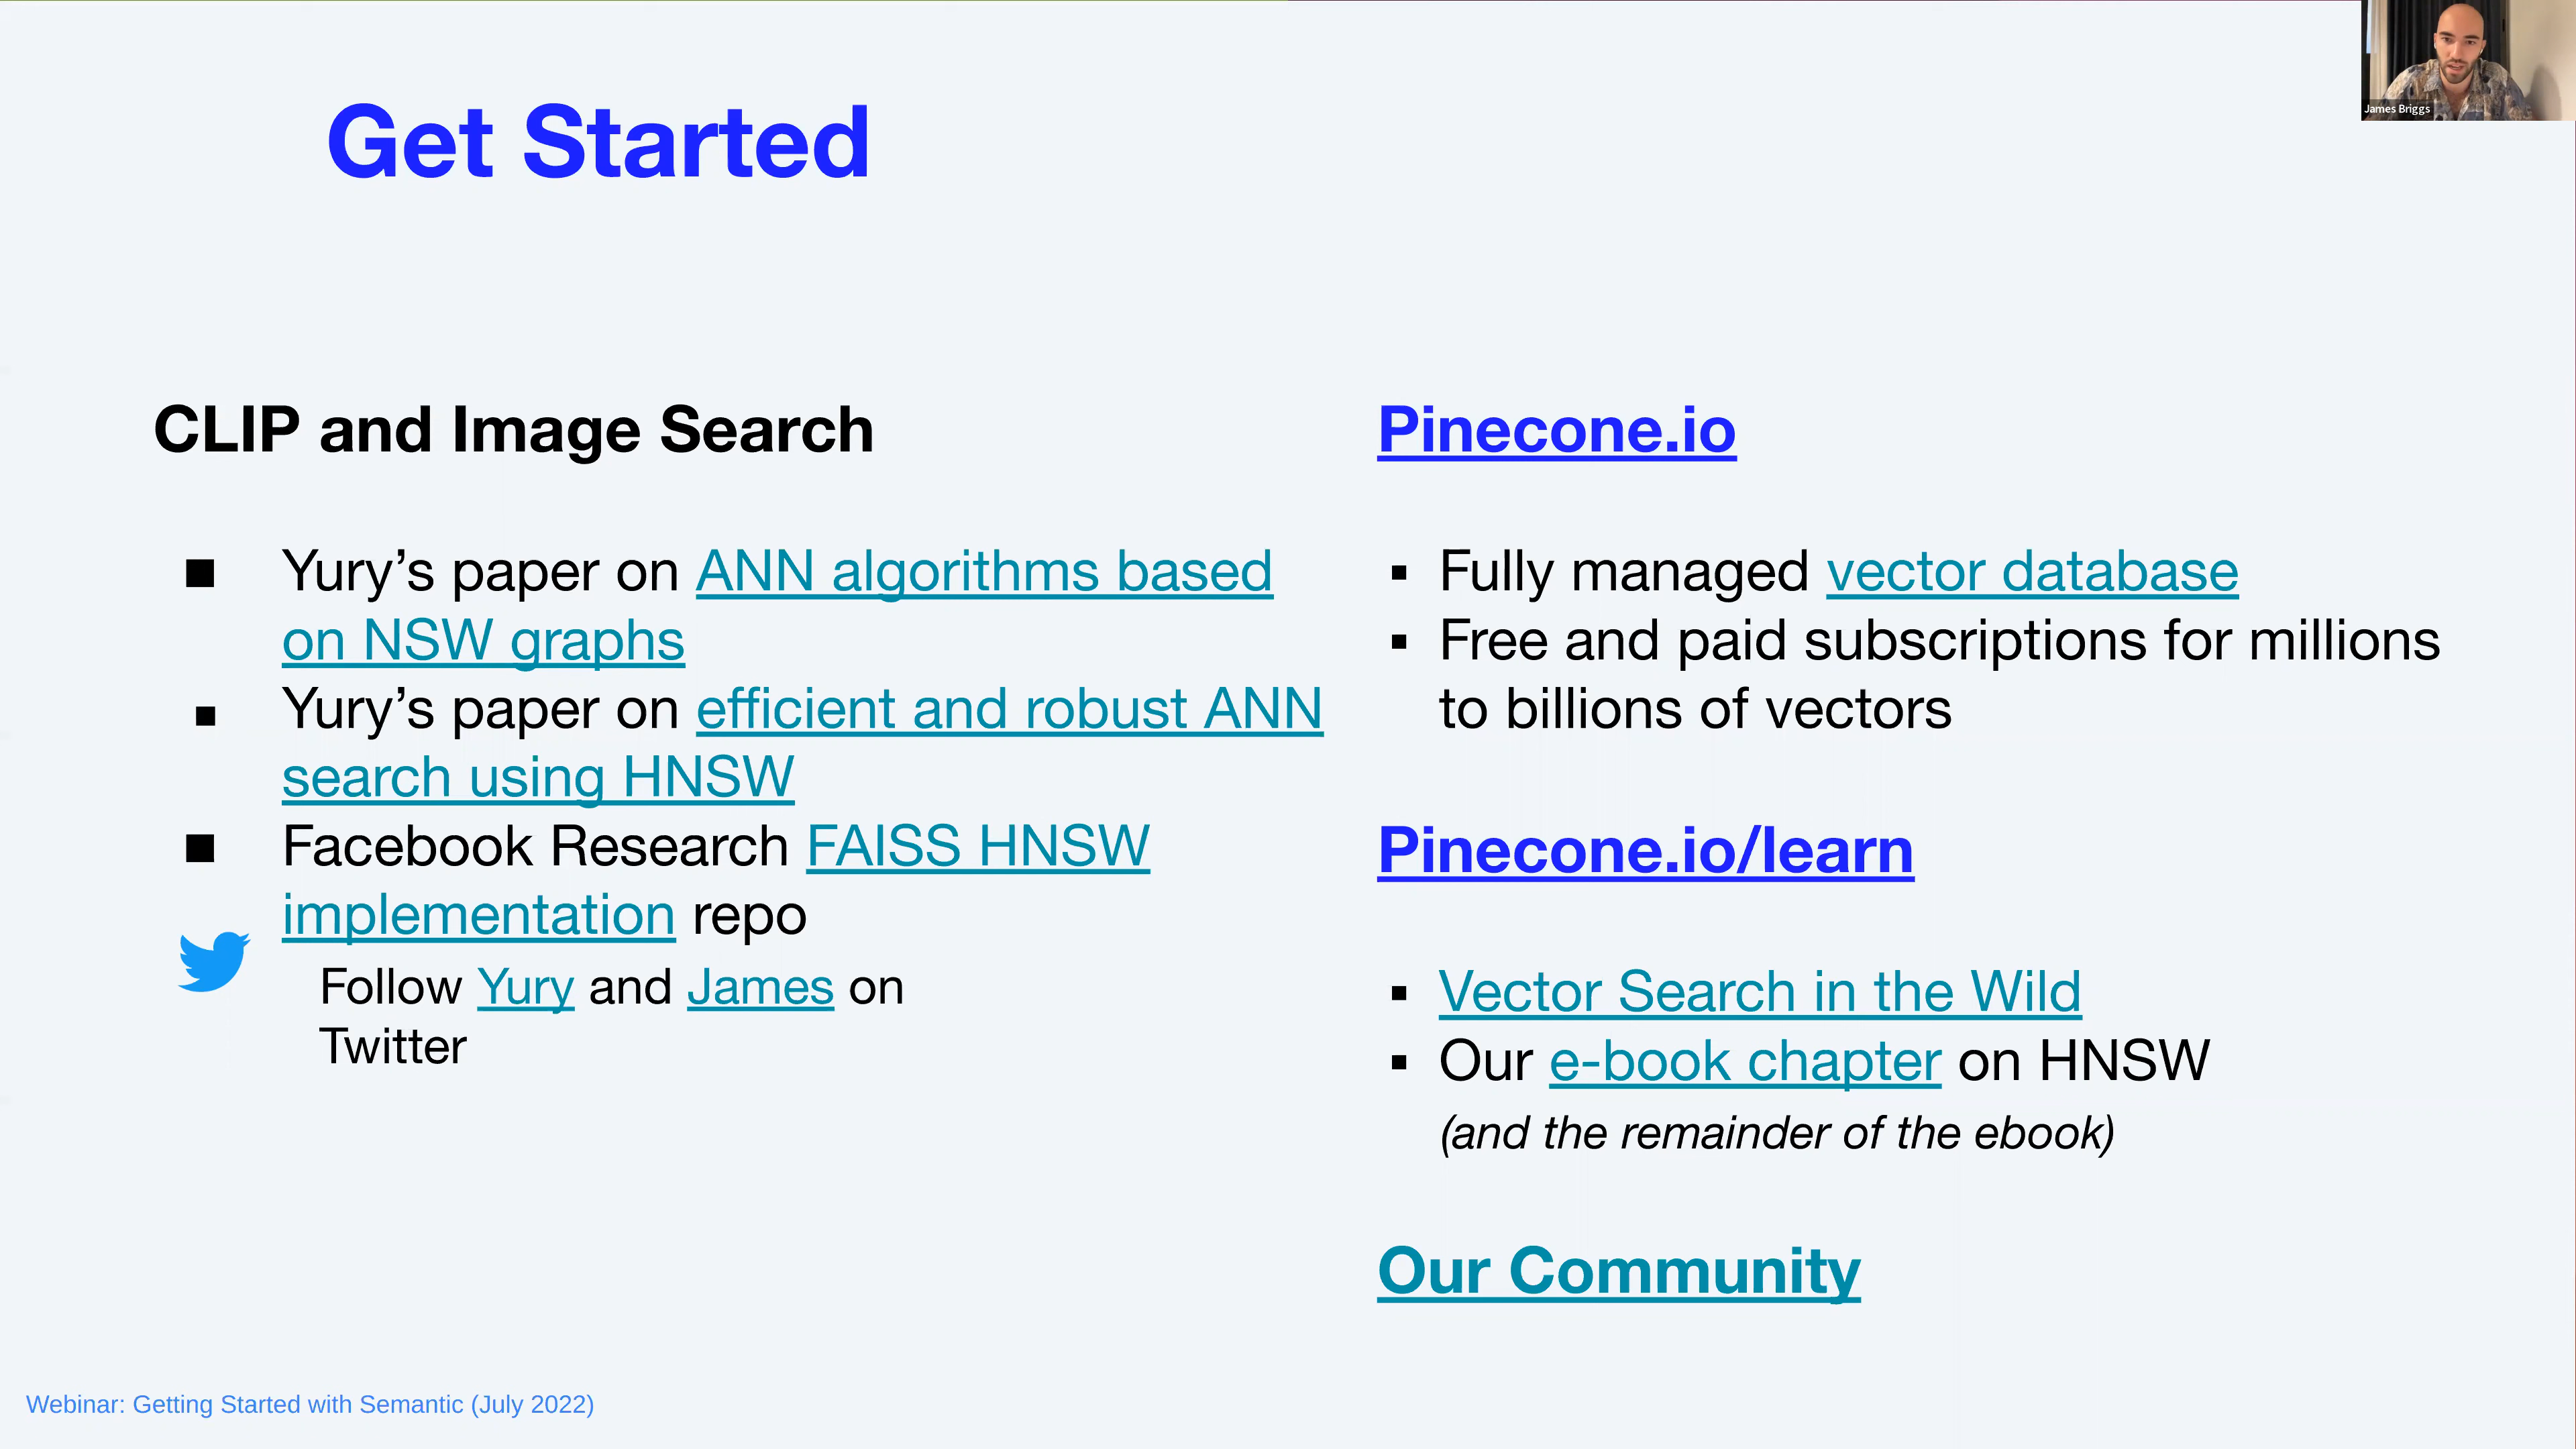 James Briggs
Get Started
CLIP and Image Search
Yury’s paper on ANN algorithms based
on NSW graphs
Yury’s paper on efficient and robust ANN
search using HNSW
Facebook Research FAISS HNSW
implementation repo
Follow Yury and James on
Twitter
Pinecone.io
Fully managed vector database
Free and paid subscriptions for millions
to billions of vectors
Pinecone.io/learn
Vector Search in the Wild
Our e-book chapter on HNSW
(and the remainder of the ebook)
Our Community
Webinar: Getting Started with Semantic (July 2022)